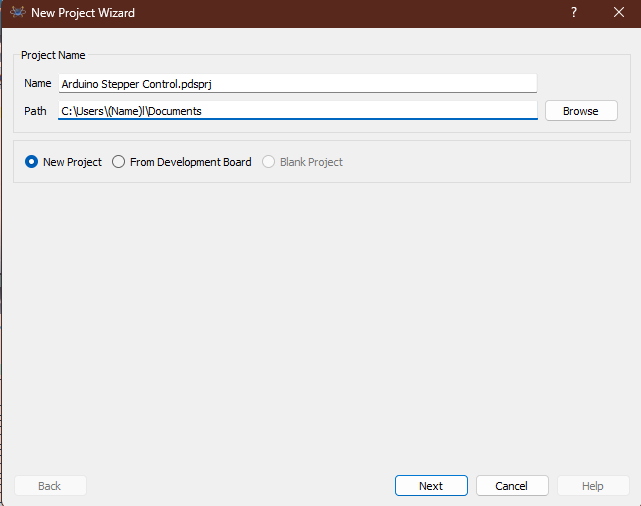 New Project Wizard
?
Project Name
Name Arduino Stepper Control.pdsprj
Path C:\Users\(Name)l\Documents Browse
New Project From Development Board Blank Project
Back Next Cancel Help